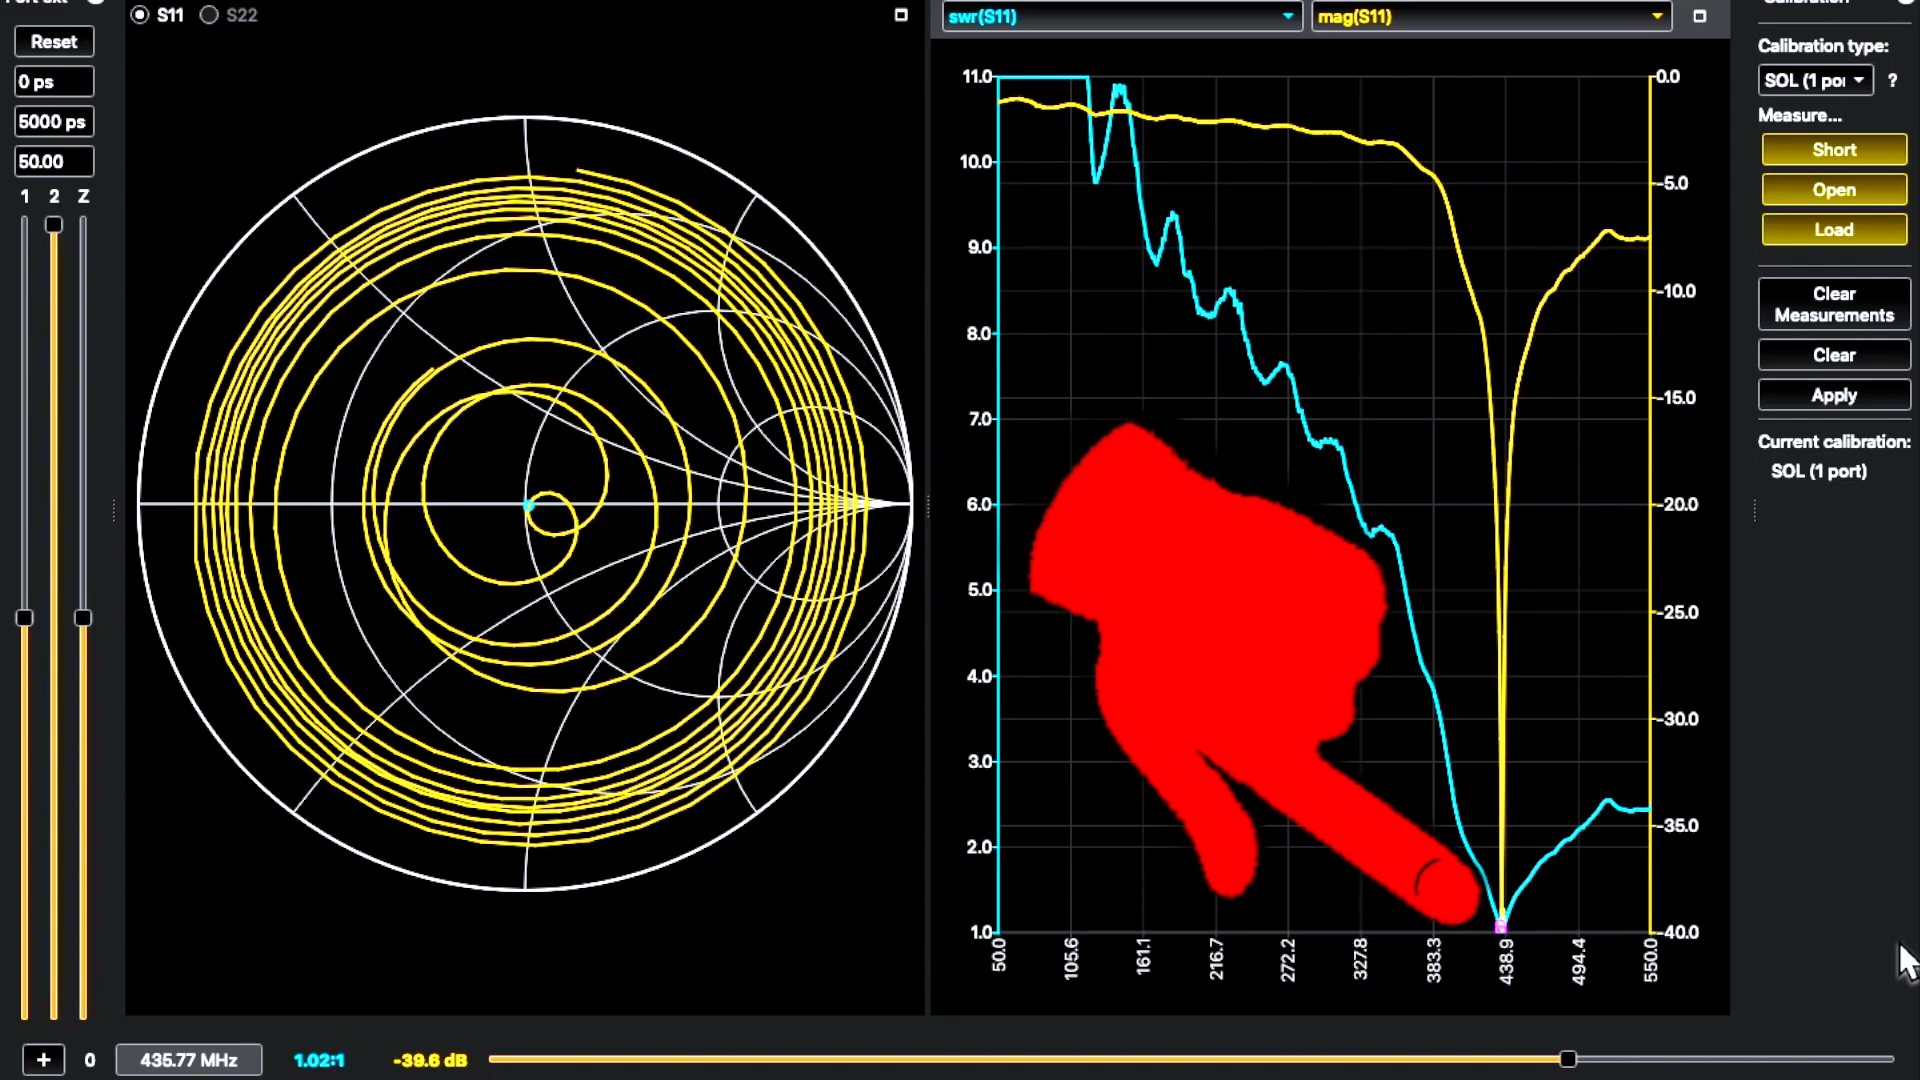 Reset
0 ps
5000 ps
50.00
1 2 Z
S11 S22
swr(S11) mag(S11)
11.0
10.0
9.0
8.0
7.0
6.0
5.0
4.0
3.0
2.0
1.0
0.0
-5.0
-10.0
-15.0
-20.0
-25.0
-30.0
-35.0
-40.0
50.0 105.6 161.1 216.7 272.2 327.8 383.3 438.9 494.4 550.0
Calibration
Calibration type:
SOL (1 por ?
Measure...
Short
Open
Load
Clear
Measurements
Clear
Apply
Current calibration:
SOL (1 port)
+ 0 435.77 MHz 1.02:1 -39.6 dB